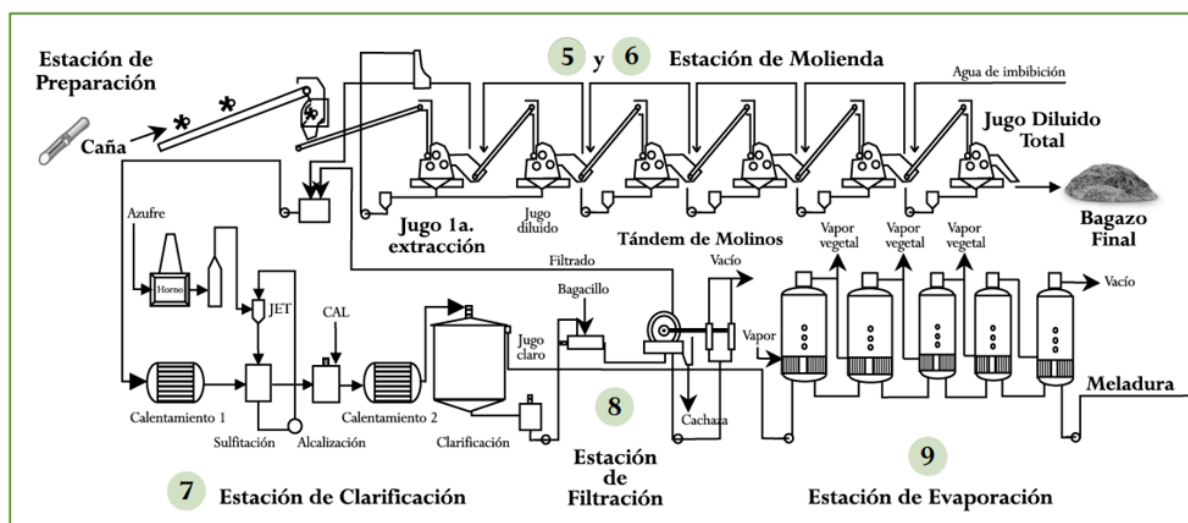 Estación de
Preparación
Caña
5 y 6 Estación de Molienda
Agua de imbibición
Jugo Diluido
Total
Bagazo
Final
Jugo 1a.
extracción
Jugo
diluido
Tándem de Molinos
Azufre
Horno
JET
CAL
Filtrado
Bagacillo
Vacío
Jugo
claro
Cachaza
Calentamiento 1
Sulfitación
Alcalización
Calentamiento 2
Clarificación
7 Estación de Clarificación
8
Estación
de
Filtración
Vapor
vegetal
Vapor
vegetal
Vapor
vegetal
Vacío
Vapor
Meladura
9
Estación de Evaporación